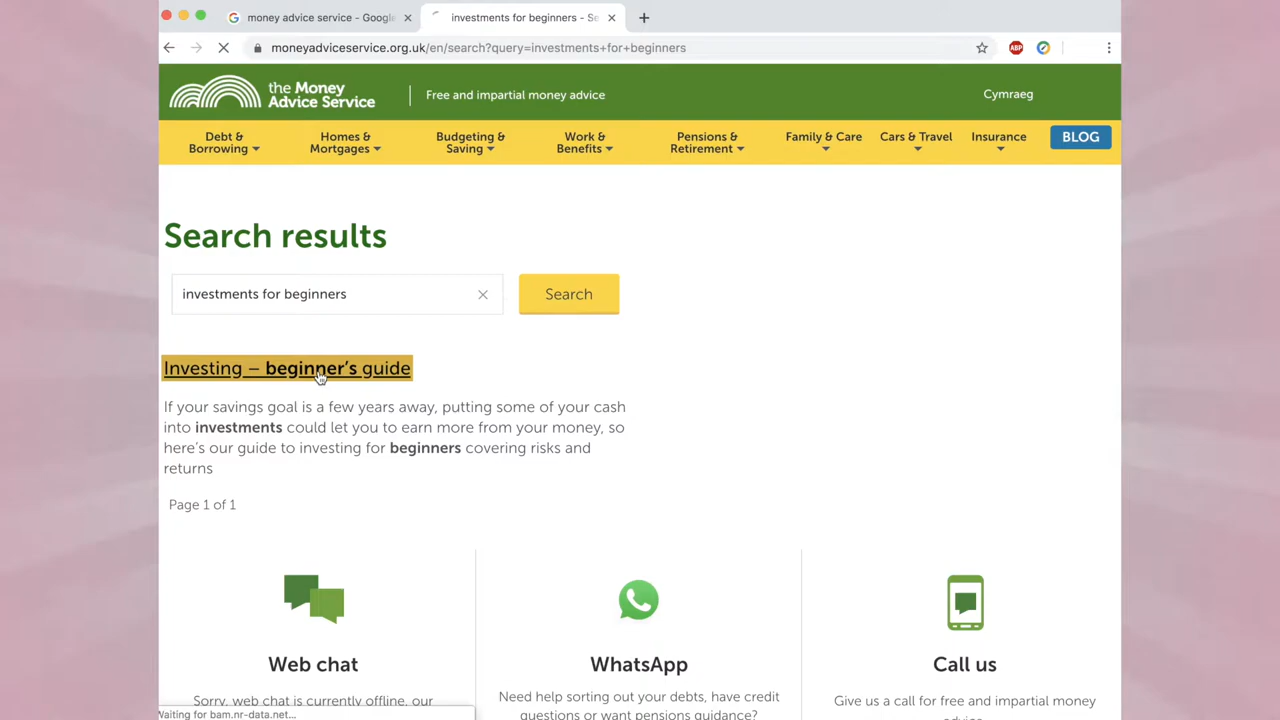 money advice service - Google
investments for beginners - Se
moneyadviceservice.org.uk/en/search?query=investments+for+beginners
ABP
the Money
Advice Service
Free and impartial money advice
Cymraeg
Debt &
Borrowing
Homes &
Mortgages
Budgeting &
Saving
Work &
Benefits
Pensions &
Retirement
Family & Care
Cars & Travel
Insurance
BLOG
Search results
investments for beginners
Search
Investing – beginner's guide
If your savings goal is a few years away, putting some of your cash
into investments could let you to earn more from your money, so
here's our guide to investing for beginners covering risks and
returns
Page 1 of 1
Web chat
Sorry, web chat is currently offline, our
WhatsApp
Need help sorting out your debts, have credit
questions or want pensions guidance?
Call us
Give us a call for free and impartial money
advice
Waiting for bam.nr-data.net...